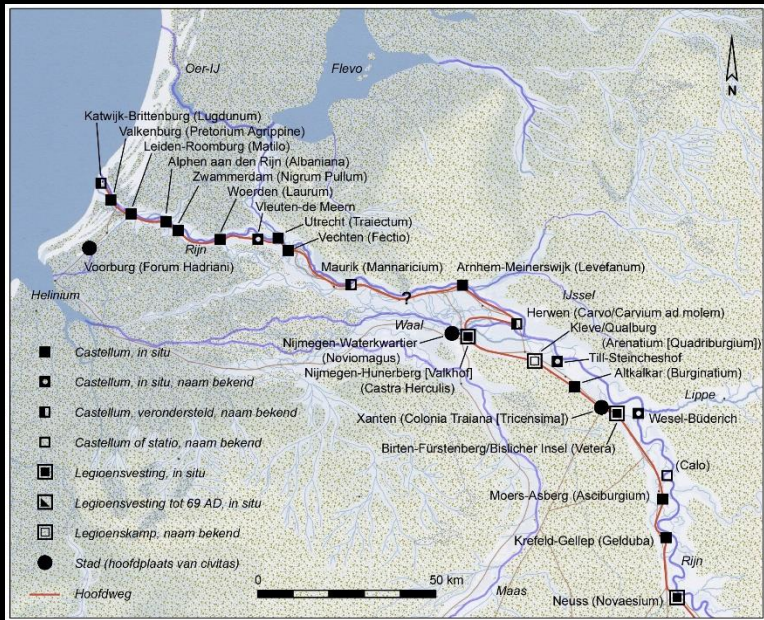 Oer-IJ
Flevo
N
Katwijk-Brittenburg (Lugdunum)
Valkenburg (Pretorium Agrippine)
Leiden-Roomburg (Matilo)
Alphen aan den Rijn (Albaniana)
Zwammerdam (Nigrum Pullum)
Woerden (Laurum)
Vleuten-de Meern
Utrecht (Traiectum)
Vechten (Fectio)
Rijn
Voorburg (Forum Hadriani)
Maurik (Mannaricium)
Arnhem-Meinerswijk (Levefanum)
Helinium
?
IJssel
Herwen (Carvo/Carvium ad molem)
Waal
Kleve/Qualburg
(Arenatium [Quadriburgium])
Nijmegen-Waterkwartier
(Noviomagus)
Till-Steincheshof
Nijmegen-Hunerberg [Valkhof]
(Castra Herculis)
Altkalkar (Burginatium)
Lippe
Xanten (Colonia Traiana [Tricensima])
Wesel-Büderich
Birten-Fürstenberg/Bislicher Insel (Vetera)
(Calo)
Moers-Asberg (Asciburgium)
Krefeld-Gellep (Gelduba)
Rijn
Maas
Neuss (Novaesium)
Castellum, in situ
Castellum, in situ, naam bekend
Castellum, verondersteld, naam bekend
Castellum of statio, naam bekend
Legioensvesting, in situ
Legioensvesting tot 69 AD, in situ
Legioenskamp, naam bekend
Stad (hoofdplaats van civitas)
Hoofdweg
0
50 km